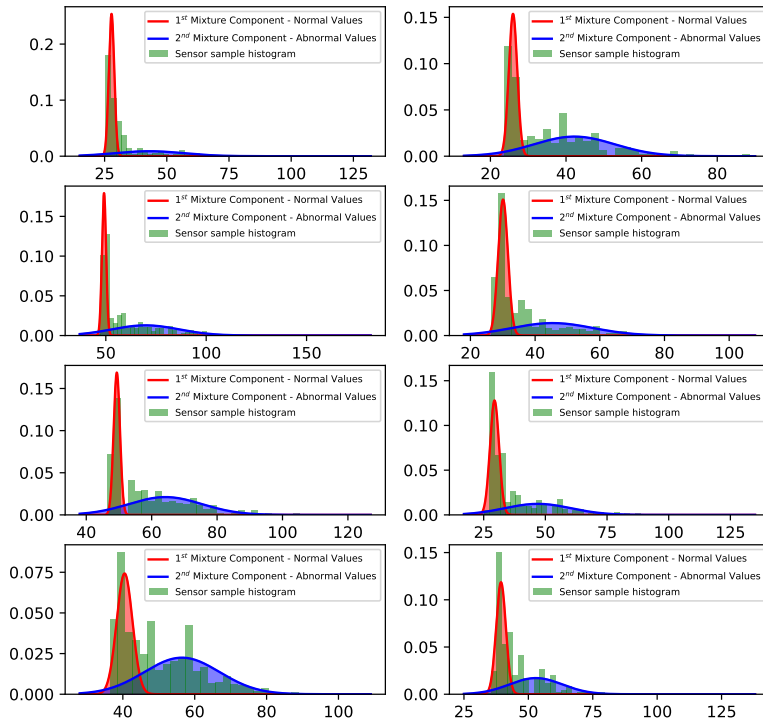 0.2
0.1
0.0
25 50 75 100 125
1st Mixture Component - Normal Values
2nd Mixture Component - Abnormal Values
Sensor sample histogram
0.15
0.10
0.05
0.00
20 40 60 80
1st Mixture Component - Normal Values
2nd Mixture Component - Abnormal Values
Sensor sample histogram
0.15
0.10
0.05
0.00
50 100 150
1st Mixture Component - Normal Values
2nd Mixture Component - Abnormal Values
Sensor sample histogram
0.15
0.10
0.05
0.00
20 40 60 80 100
1st Mixture Component - Normal Values
2nd Mixture Component - Abnormal Values
Sensor sample histogram
0.15
0.10
0.05
0.00
40 60 80 100 120
1st Mixture Component - Normal Values
2nd Mixture Component - Abnormal Values
Sensor sample histogram
0.15
0.10
0.05
0.00
25 50 75 100 125
1st Mixture Component - Normal Values
2nd Mixture Component - Abnormal Values
Sensor sample histogram
0.075
0.050
0.025
0.000
40 60 80 100
1st Mixture Component - Normal Values
2nd Mixture Component - Abnormal Values
Sensor sample histogram
0.15
0.10
0.05
0.00
25 50 75 100 125
1st Mixture Component - Normal Values
2nd Mixture Component - Abnormal Values
Sensor sample histogram